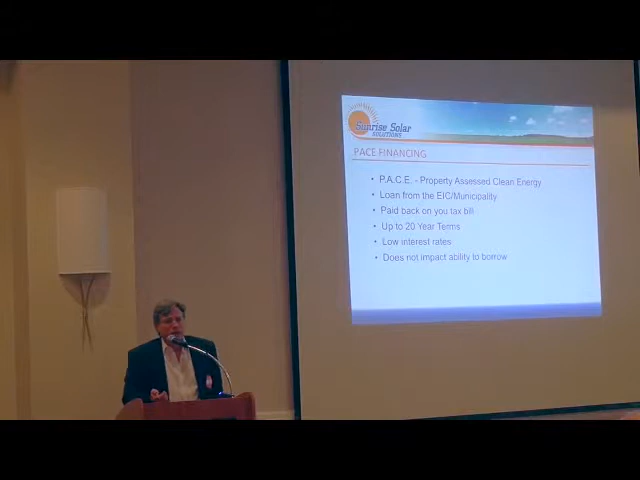 Sunrise Solar
SOLUTIONS
PACE FINANCING
• P.A.C.E. - Property Assessed Clean Energy
• Loan from the EIC/Municipality
• Paid back on you tax bill
• Up to 20 Year Terms
• Low interest rates
• Does not impact ability to borrow